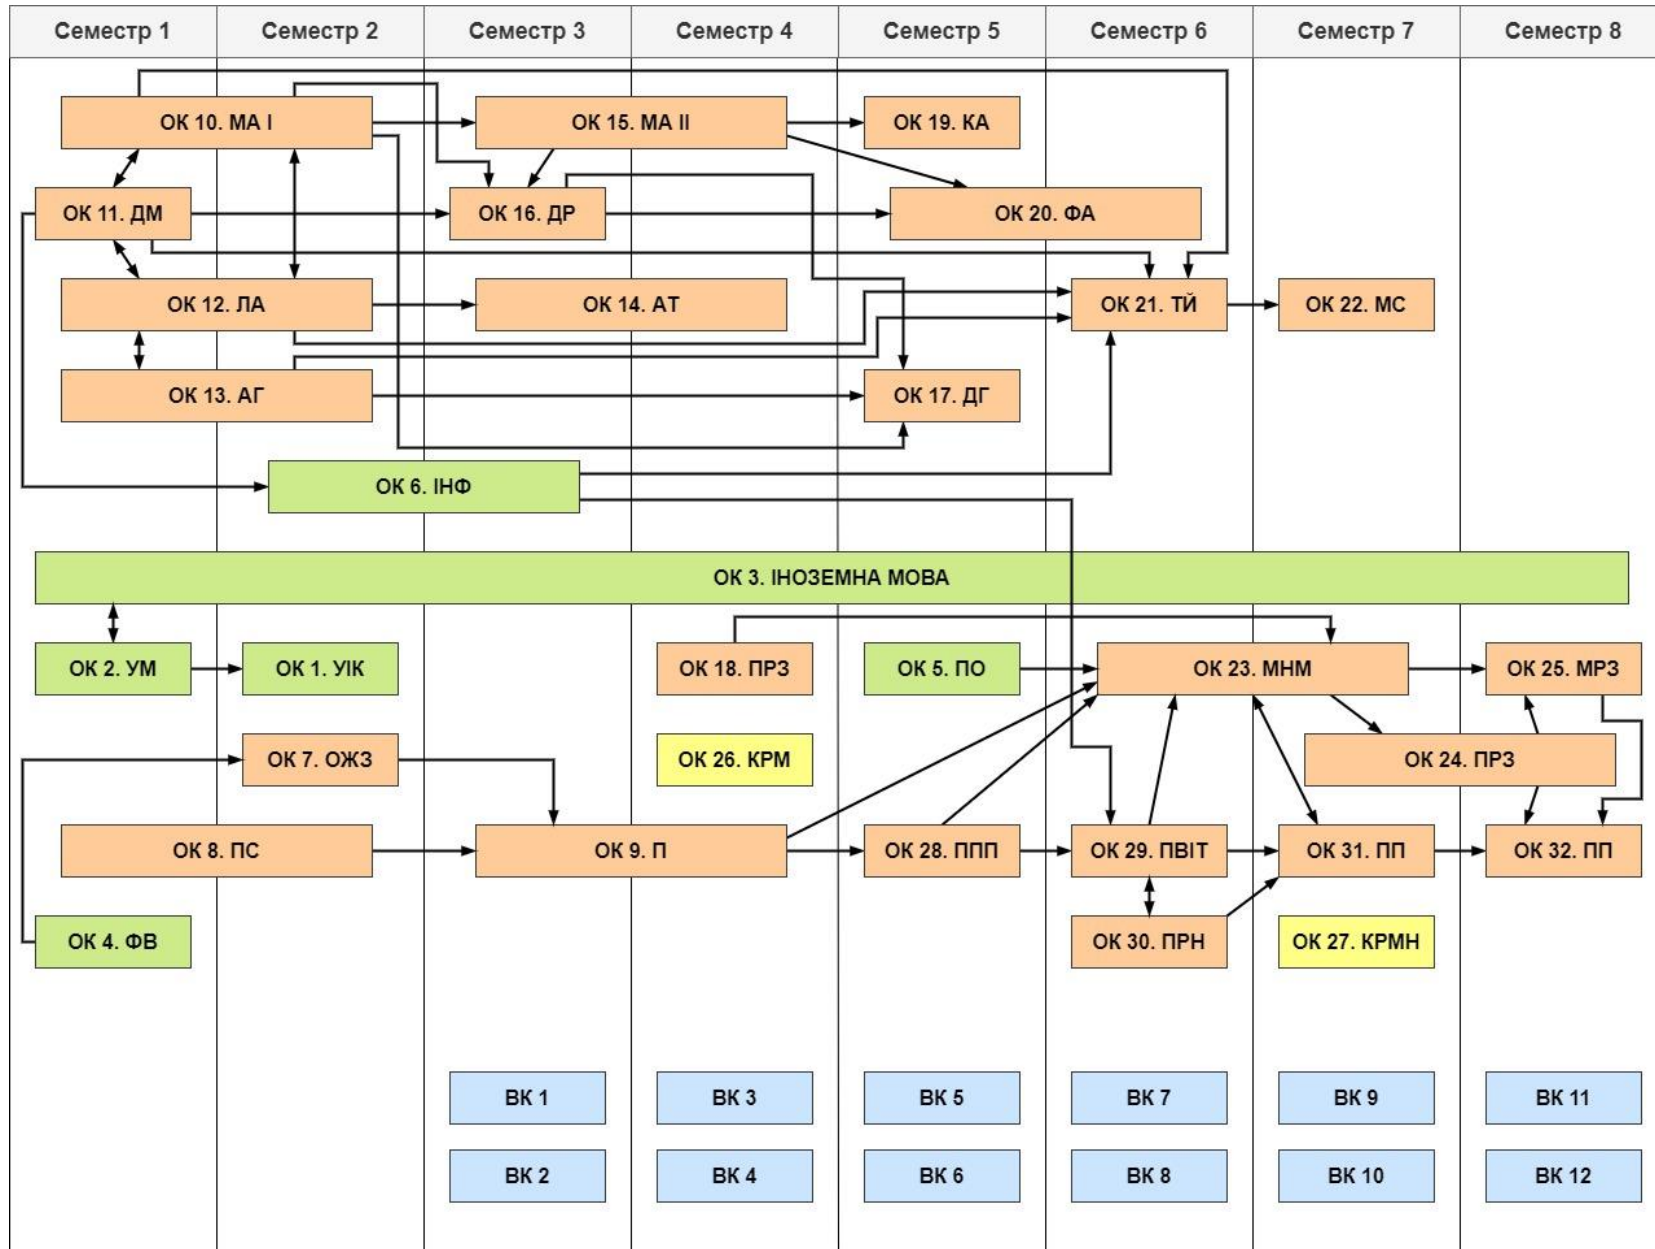 Семестр 1
Семестр 2
Семестр 3
Семестр 4
Семестр 5
Семестр 6
Семестр 7
Семестр 8
ОК 10. МА І
ОК 15. МА ІІ
ОК 19. КА
ОК 11. ДМ
ОК 16. ДР
ОК 20. ФА
ОК 12. ЛА
ОК 14. АТ
ОК 21. ТЙ
ОК 22. МС
ОК 13. АГ
ОК 17. ДГ
ОК 6. ІНФ
ОК 3. ІНОЗЕМНА МОВА
ОК 2. УМ
ОК 1. УІК
ОК 18. ПРЗ
ОК 5. ПО
ОК 23. МНМ
ОК 25. МРЗ
ОК 7. ОЖЗ
ОК 26. КРМ
ОК 24. ПРЗ
ОК 8. ПС
ОК 9. П
ОК 28. ППП
ОК 29. ПВІТ
ОК 31. ПП
ОК 32. ПП
ОК 4. ФВ
ОК 30. ПРН
ОК 27. КРМН
ВК 1
ВК 3
ВК 5
ВК 7
ВК 9
ВК 11
ВК 2
ВК 4
ВК 6
ВК 8
ВК 10
ВК 12